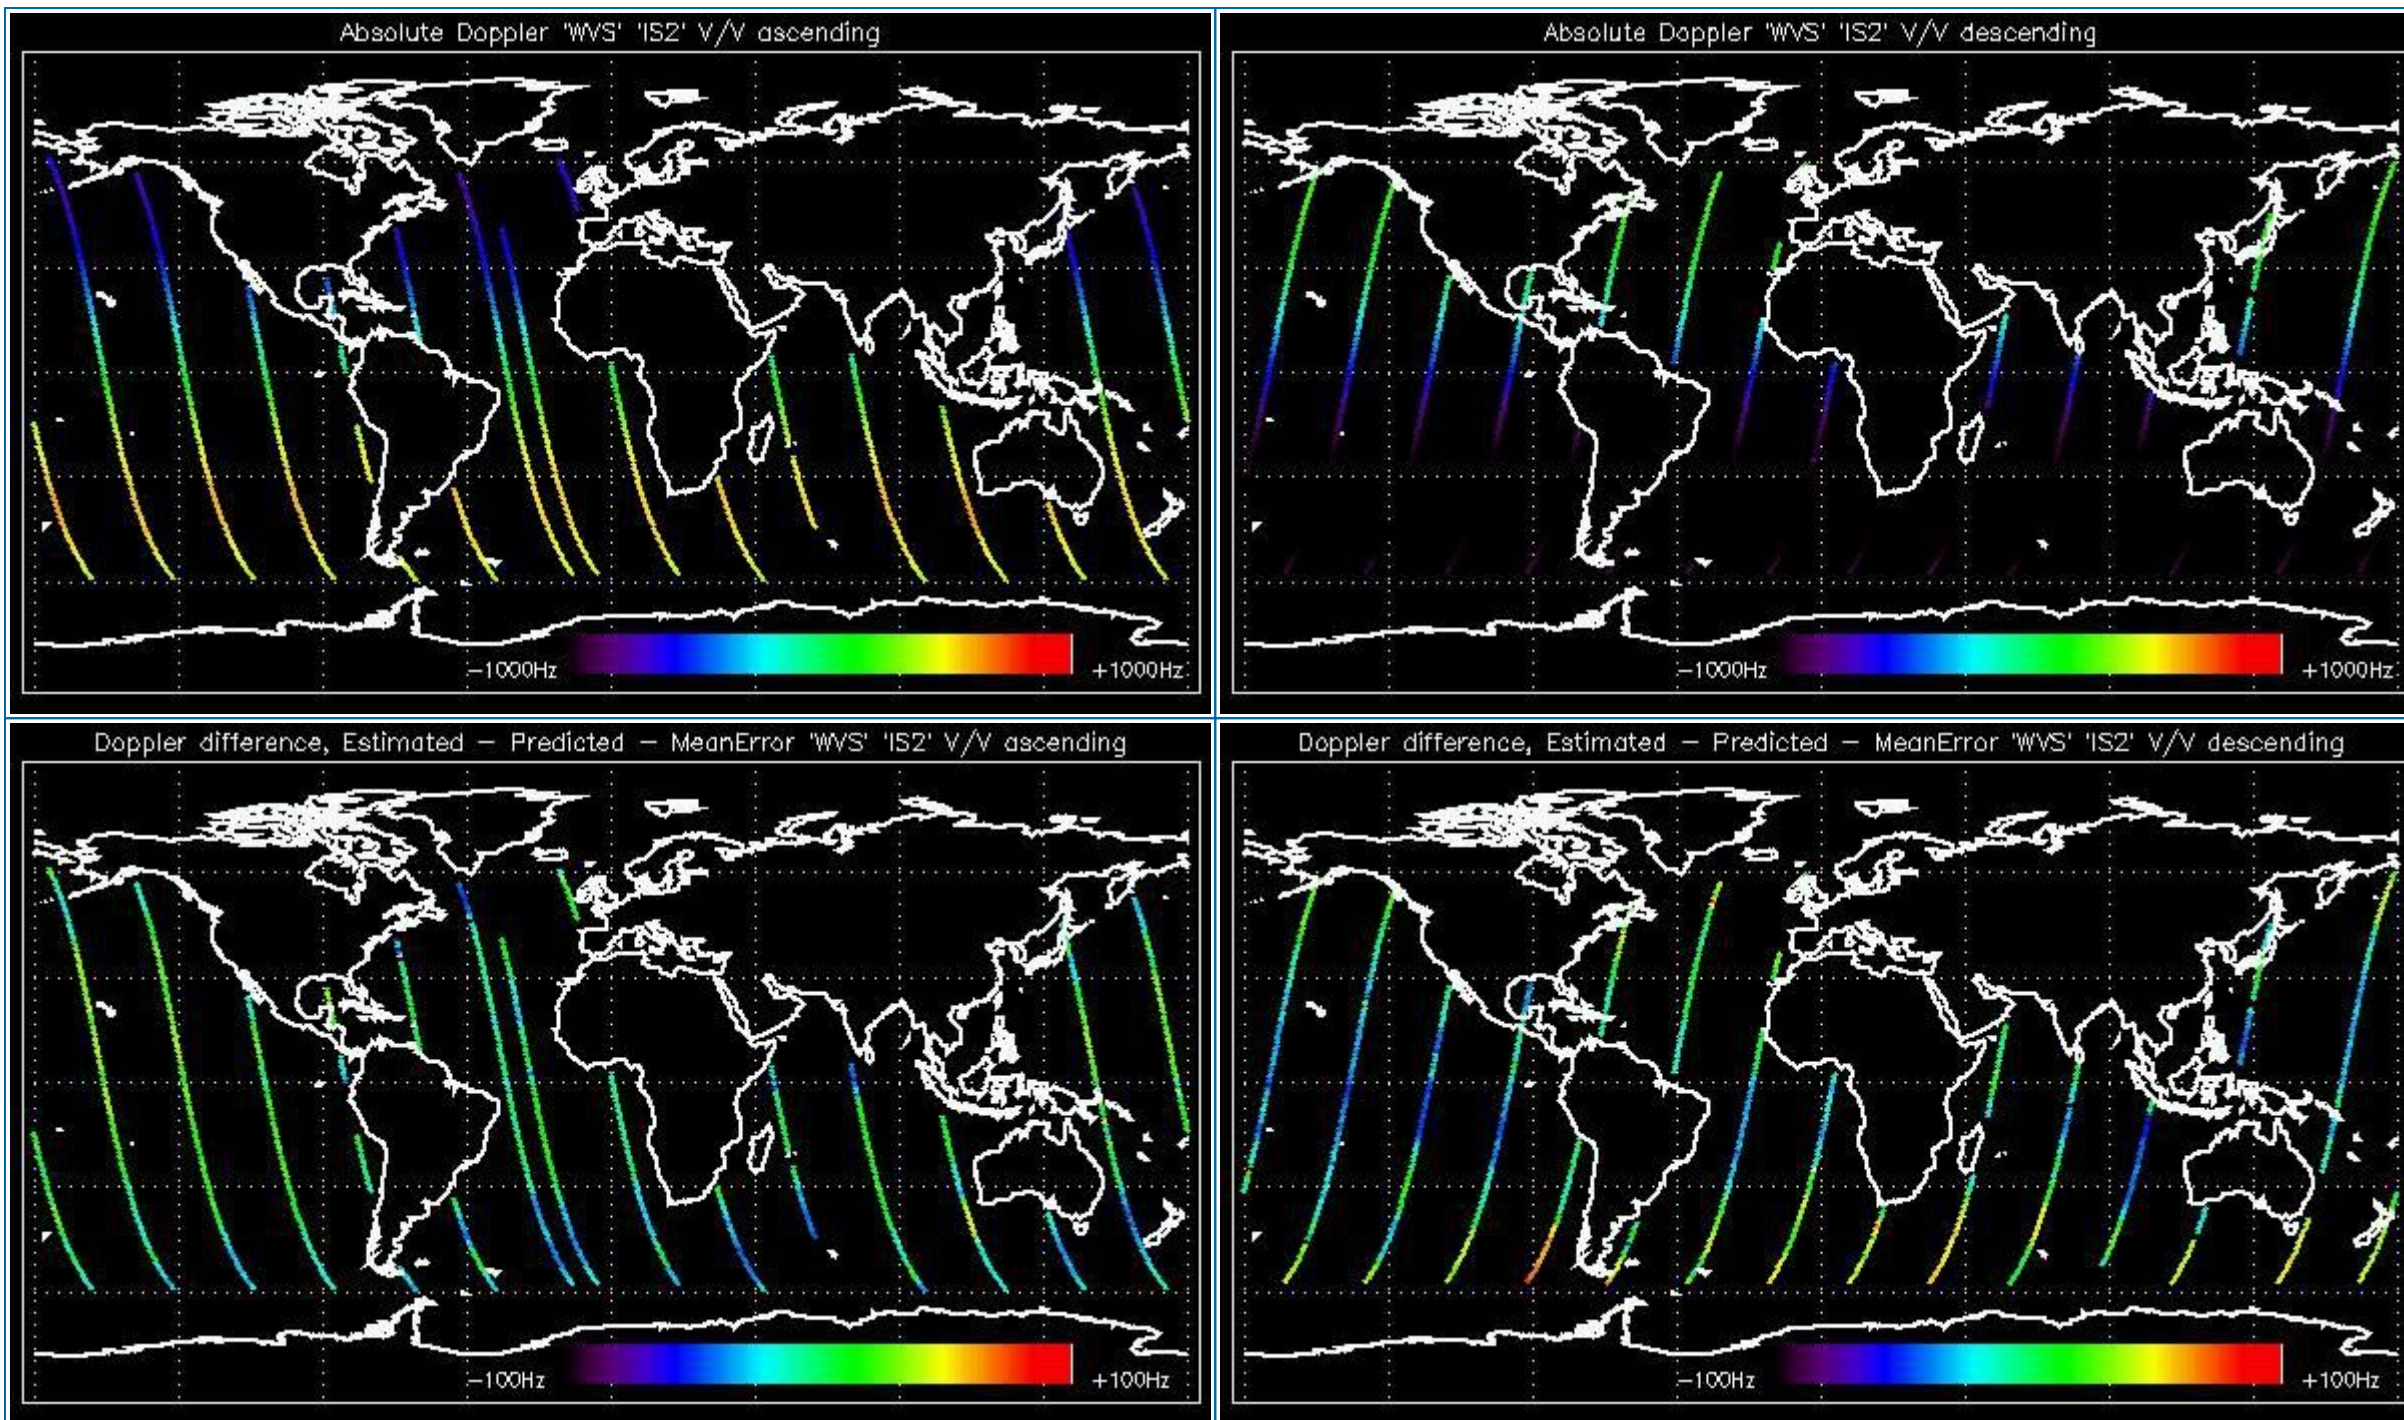 Absolute Doppler 'WVS' 'IS2' V/V ascending
-1000Hz
+1000Hz
Absolute Doppler 'WVS' 'IS2' V/V descending
-1000Hz
+1000Hz
Doppler difference, Estimated - Predicted - MeanError 'WVS' 'IS2' V/V ascending
-100Hz
+100Hz
Doppler difference, Estimated - Predicted - MeanError 'WVS' 'IS2' V/V descending
-100Hz
+100Hz